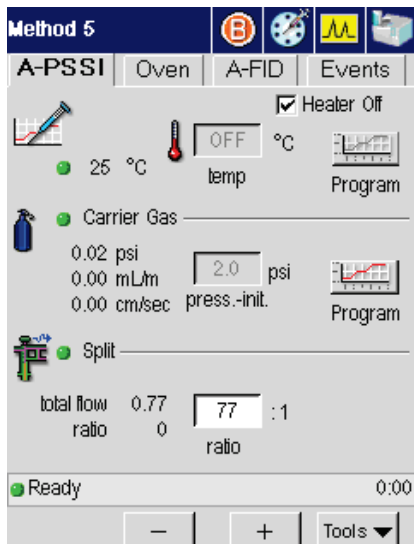 Method 5
B
A-PSSI Oven A-FID Events
Heater Off
OFF °C
25 °C
temp
Program
Carrier Gas
0.02 psi
0.00 mL/m
2.0 psi
0.00 cm/sec press.-init.
Program
Split
total flow 0.77
77 :1
ratio 0
ratio
Ready 0:00
− + Tools